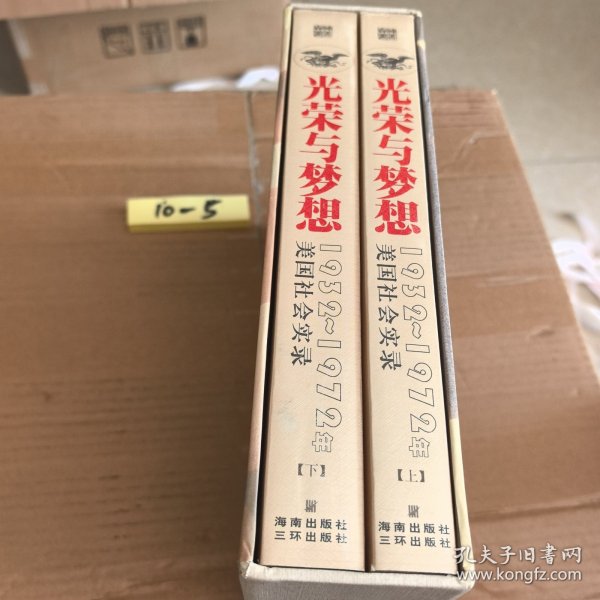 10-5
光荣与梦想
1932~1972年
美国社会实录
【下】
海南出版社
三环出版社
光荣与梦想
1932~1972年
美国社会实录
【上】
海南出版社
三环出版社
孔夫子旧书网
www.kongfz.com